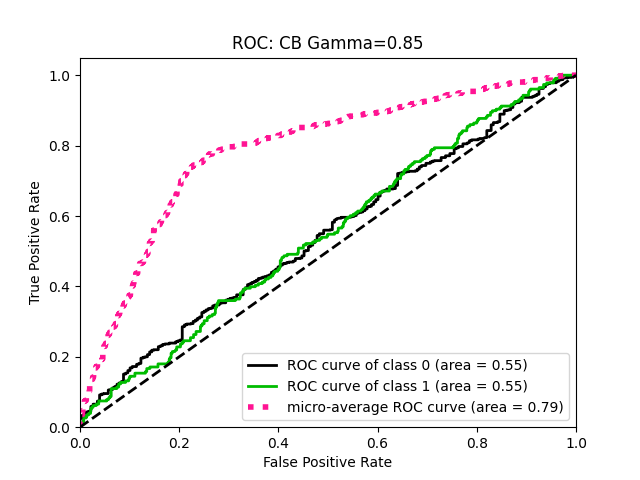 ROC: CB Gamma=0.85
True Positive Rate
1.0
0.8
0.6
0.4
0.2
0.0
ROC curve of class 0 (area = 0.55)
ROC curve of class 1 (area = 0.55)
micro-average ROC curve (area = 0.79)
0.0 0.2 0.4 0.6 0.8 1.0
False Positive Rate